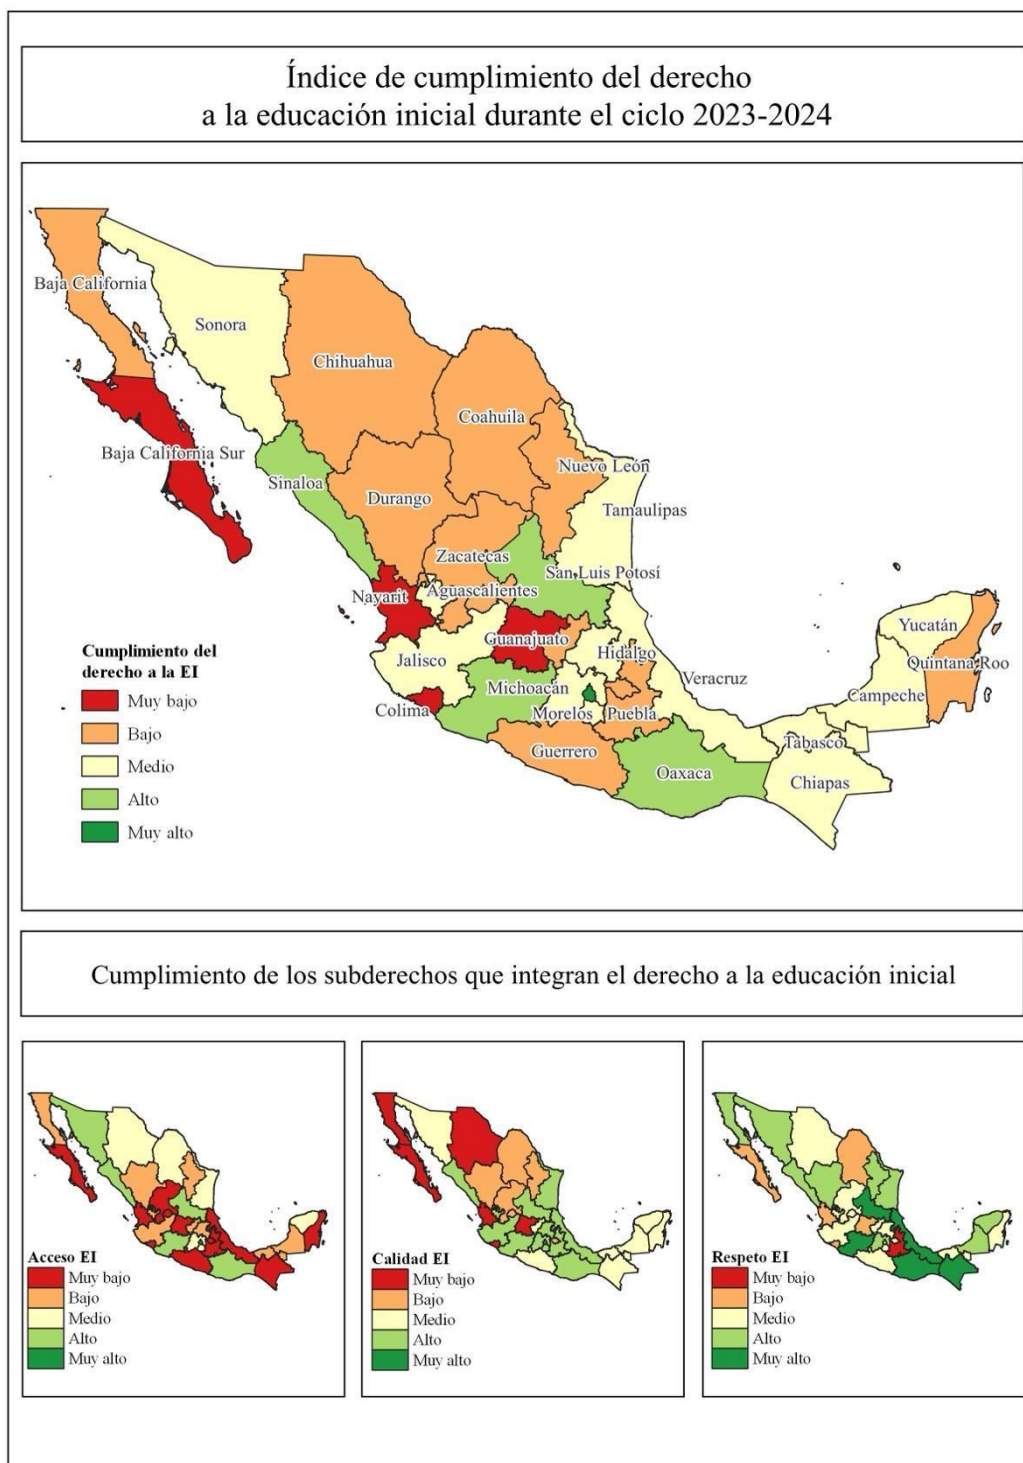 Índice de cumplimiento del derecho
a la educación inicial durante el ciclo 2023-2024
Baja California
Sonora
Chihuahua
Coahuila
Baja California Sur
Sinaloa
Nuevo León
Durango
Tamaulipas
Zacatecas
San Luis Potosí
Nayarit
Aguascalientes
Yucatán
Guanajuato
Hidalgo
Jalisco
Quintana Roo
Veracruz
Michoacán
Campeche
Colima
Morelos
Puebla
Tabasco
Guerrero
Oaxaca
Chiapas
Cumplimiento del
derecho a la EI
Muy bajo
Bajo
Medio
Alto
Muy alto
Cumplimiento de los subderechos que integran el derecho a la educación inicial
Acceso EI
Muy bajo
Bajo
Medio
Alto
Muy alto
Calidad EI
Muy bajo
Bajo
Medio
Alto
Muy alto
Respeto EI
Muy bajo
Bajo
Medio
Alto
Muy alto